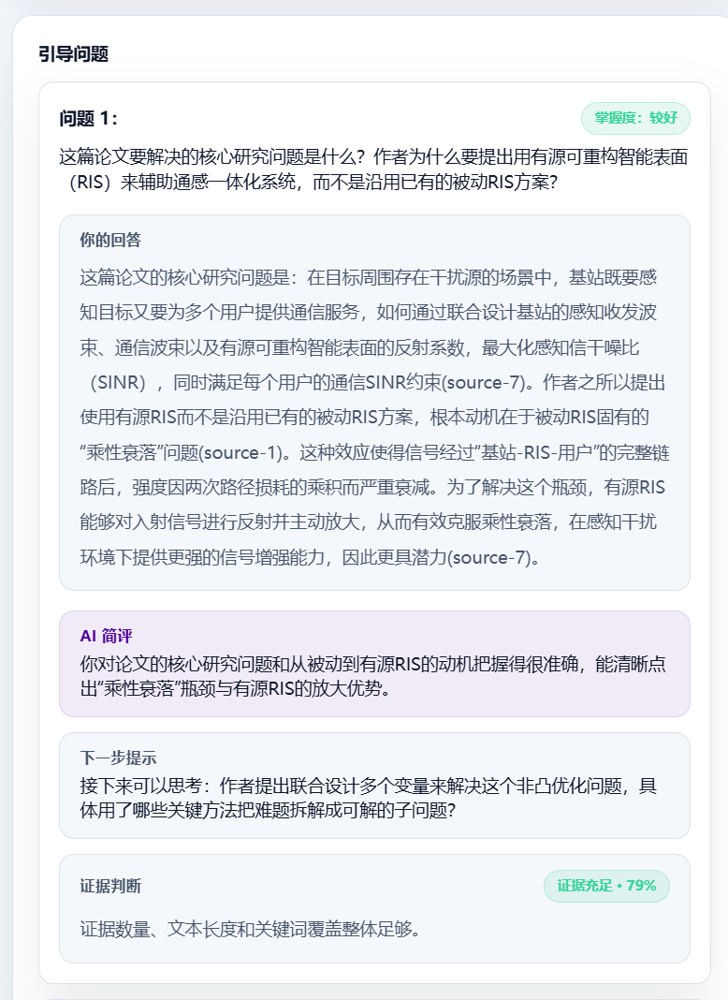 引导问题
问题 1：
掌握度：较好
这篇论文要解决的核心研究问题是什么？作者为什么要提出用有源可重构智能表面
（RIS）来辅助通感一体化系统，而不是沿用已有的被动RIS方案？
你的回答
这篇论文的核心研究问题是：在目标周围存在干扰源的场景中，基站既要感
知目标又要为多个用户提供通信服务，如何通过联合设计基站的感知收发波
束、通信波束以及有源可重构智能表面的反射系数，最大化感知信干噪比
（SINR），同时满足每个用户的通信SINR约束(source-7)。作者之所以提出
使用有源RIS而不是沿用已有的被动RIS方案，根本动机在于被动RIS固有的
“乘性衰落”问题(source-1)。这种效应使得信号经过“基站-RIS-用户”的完整链
路后，强度因两次路径损耗的乘积而严重衰减。为了解决这个瓶颈，有源RIS
能够对入射信号进行反射并主动放大，从而有效克服乘性衰落，在感知干扰
环境下提供更强的信号增强能力，因此更具潜力(source-7)。
AI 简评
你对论文的核心研究问题和从被动到有源RIS的动机把握得很准确，能清晰点
出“乘性衰落”瓶颈与有源RIS的放大优势。
下一步提示
接下来可以思考：作者提出联合设计多个变量来解决这个非凸优化问题，具
体用了哪些关键方法把难题拆解成可解的子问题？
证据判断
证据充足 • 79%
证据数量、文本长度和关键词覆盖整体足够。